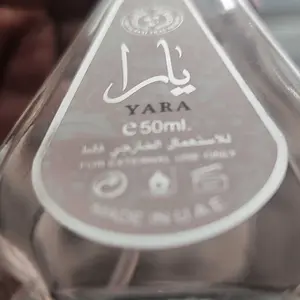 يارا
YARA
℮50ml.
للاستعمال الخارجي فقط
FOR EXTERNAL USE ONLY
MADE IN U.A.E